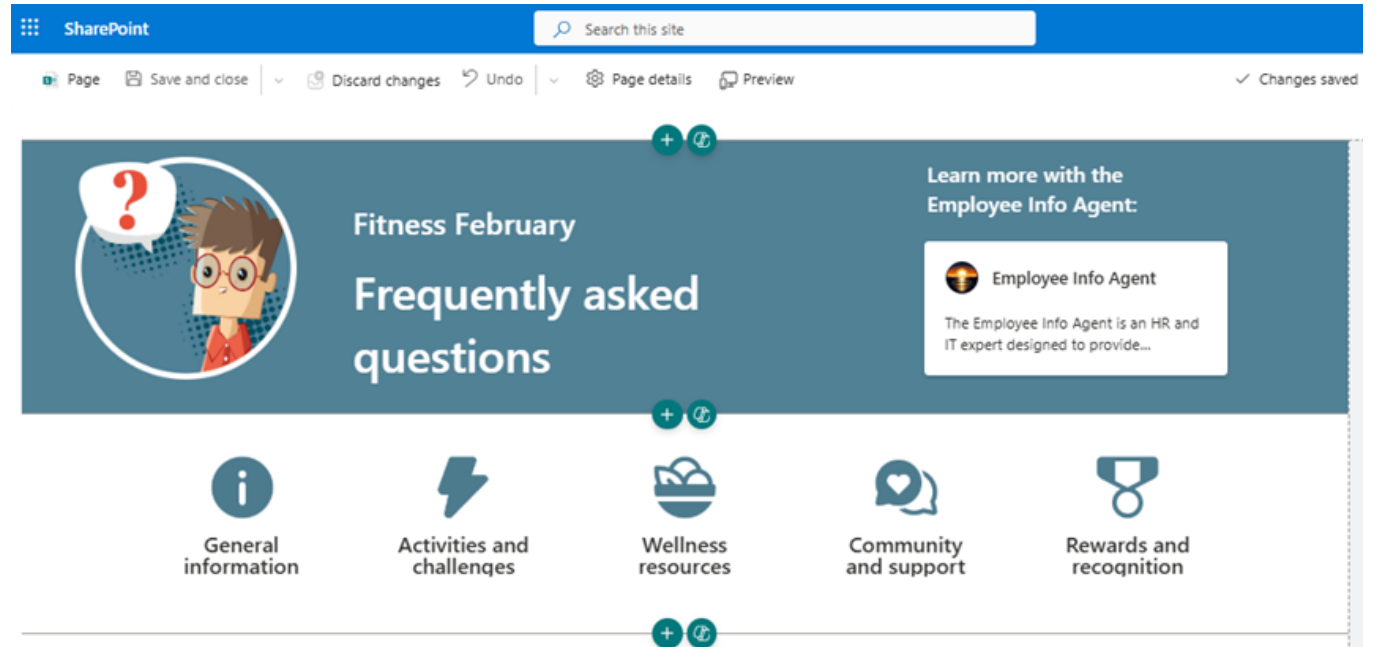 SharePoint
Search this site
Page
Save and close
Discard changes
Undo
Page details
Preview
Changes saved
?
Fitness February
Frequently asked
questions
Learn more with the
Employee Info Agent:
Employee Info Agent
The Employee Info Agent is an HR and
IT expert designed to provide...
General
information
Activities and
challenges
Wellness
resources
Community
and support
Rewards and
recognition